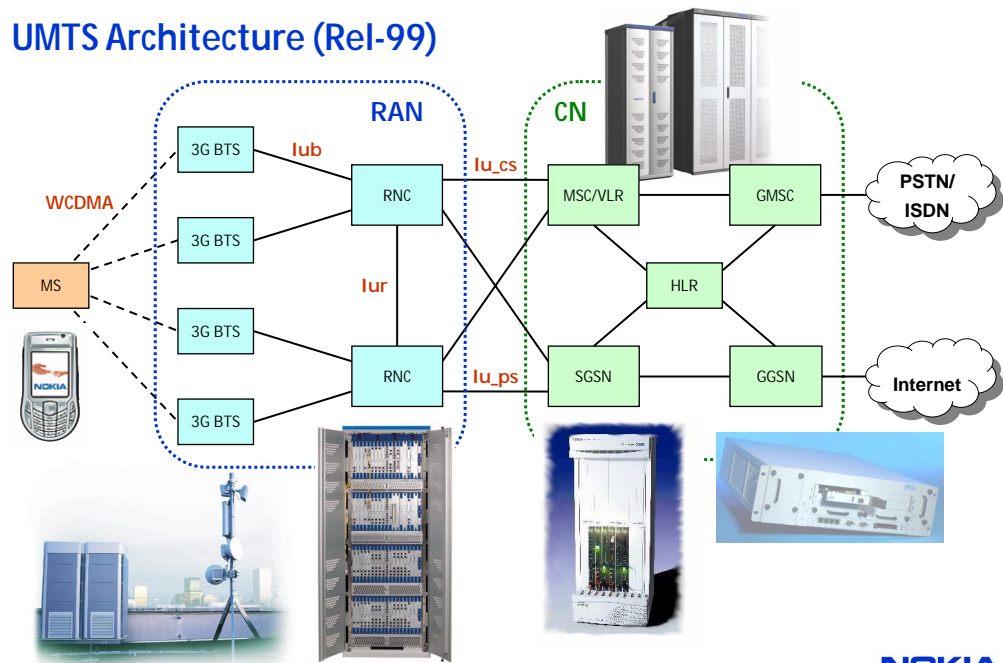 UMTS Architecture (Rel-99)
RAN
CN
3G BTS
Iub
RNC
Iu_cs
MSC/VLR
GMSC
PSTN/
ISDN
WCDMA
3G BTS
MS
Iur
HLR
3G BTS
RNC
Iu_ps
SGSN
GGSN
Internet
3G BTS
NOKIA
NOKIA